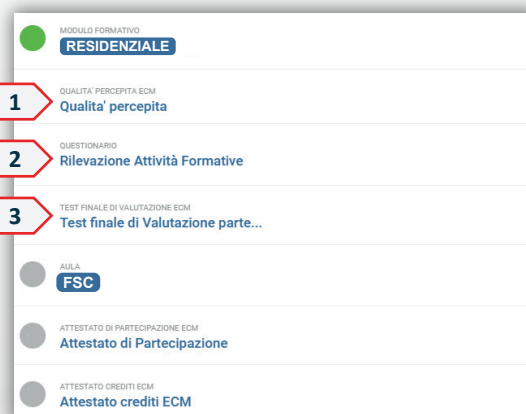 MODULO FORMATIVO
RESIDENZIALE
1
QUALITA' PERCEPITA ECM
Qualita' percepita
2
QUESTIONARIO
Rilevazione Attività Formative
3
TEST FINALE DI VALUTAZIONE ECM
Test finale di Valutazione parte...
AULA
FSC
ATTESTATO DI PARTECIPAZIONE ECM
Attestato di Partecipazione
ATTESTATO CREDITI ECM
Attestato crediti ECM